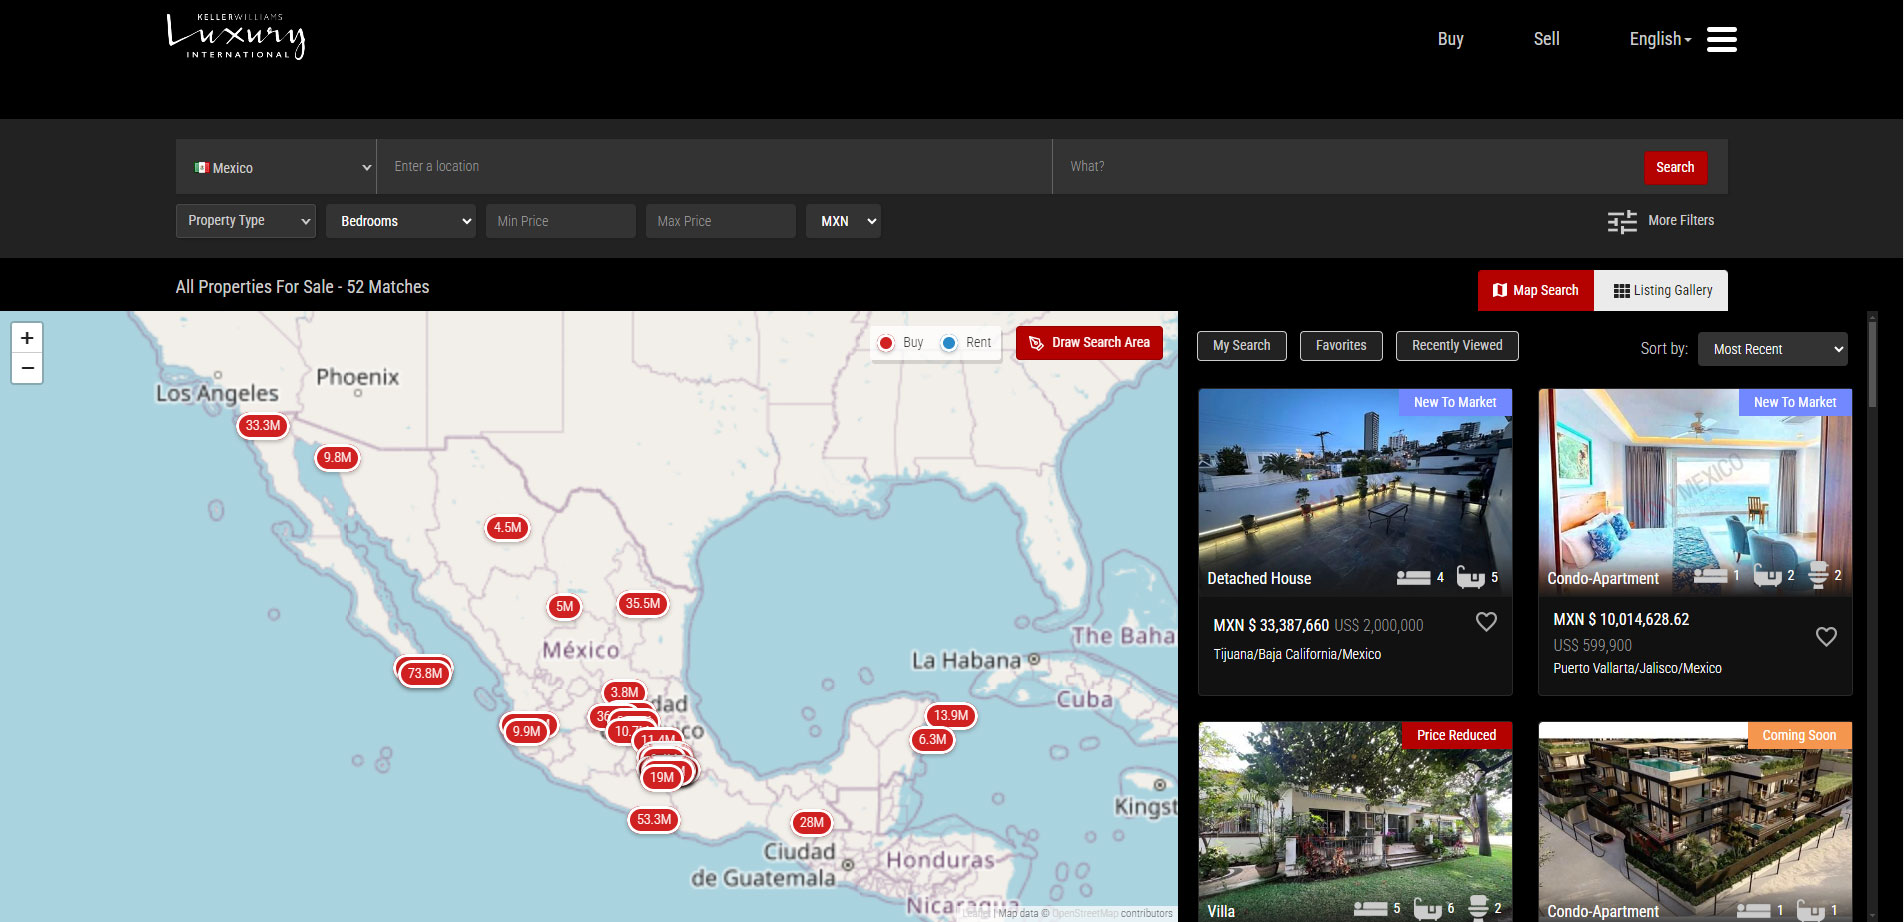 KELLERWILLIAMS
Luxury
INTERNATIONAL
Buy
Sell
English
Mexico
Enter a location
What?
Search
Property Type
Bedrooms
Min Price
Max Price
MXN
More Filters
All Properties For Sale - 52 Matches
Map Search
Listing Gallery
+
−
Buy
Rent
Draw Search Area
Los Angeles
Phoenix
33.3M
9.8M
4.5M
5M
35.5M
México
The Baha
La Habana
Cuba
73.8M
3.8M
dad
36
9.9M
10.7
co
11.4M
13.9M
6.3M
19M
Kingst
53.3M
28M
Ciudad
de Guatemala
Honduras
Nicaragua
Leaflet | Map data © OpenStreetMap contributors
My Search
Favorites
Recently Viewed
Sort by:
Most Recent
New To Market
Detached House
4
5
MXN $ 33,387,660 US$ 2,000,000
Tijuana/Baja California/Mexico
New To Market
MEXICO
Condo-Apartment
1
2
2
MXN $ 10,014,628.62
US$ 599,900
Puerto Vallarta/Jalisco/Mexico
Price Reduced
Villa
5
6
2
Coming Soon
Condo-Apartment
1
1